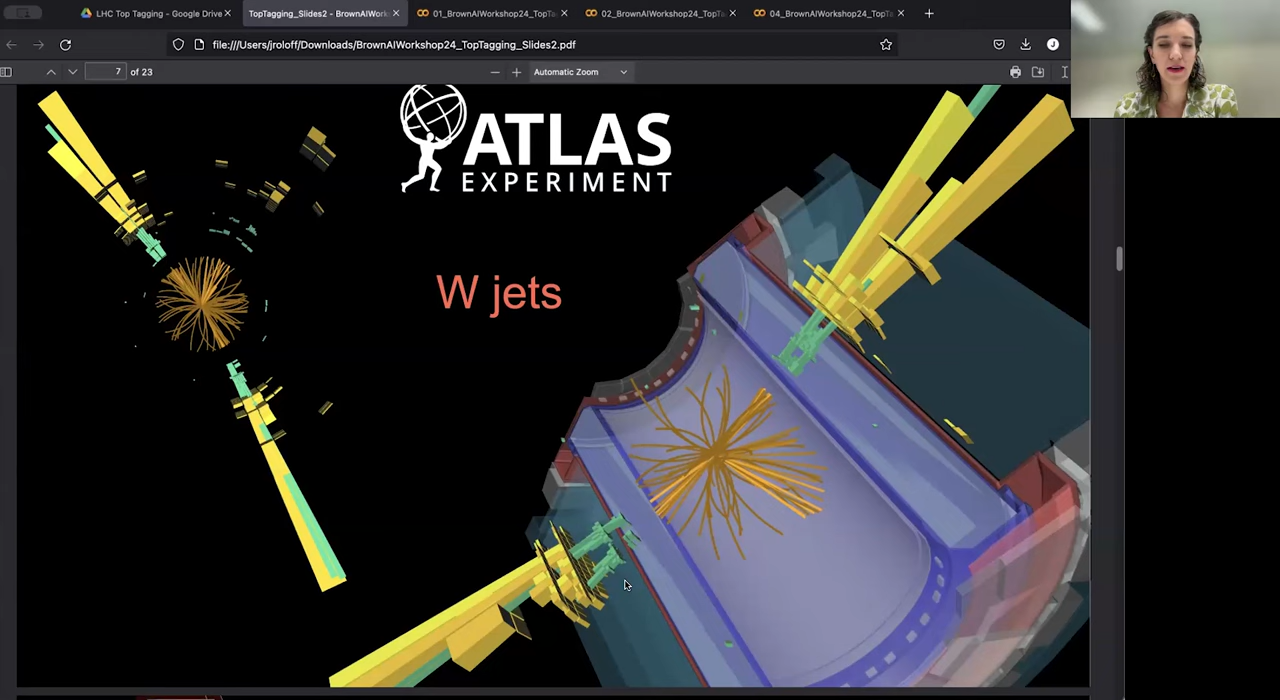 LHC Top Tagging - Google Drive
TopTagging_Slides2 - BrownAIWork
01_BrownAIWorkshop24_TopTa
02_BrownAIWorkshop24_TopTa
04_BrownAIWorkshop24_TopTa
file:///Users/jroloff/Downloads/BrownAIWorkshop24_TopTagging_Slides2.pdf
J
7 of 23
Automatic Zoom
ATLAS
EXPERIMENT
W jets